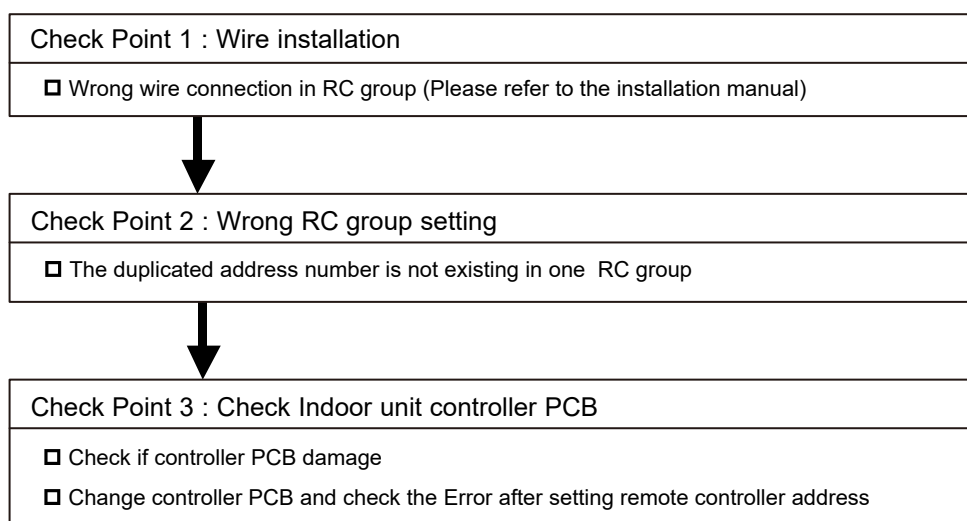 Check Point 1 : Wire installation
Wrong wire connection in RC group (Please refer to the installation manual)
Check Point 2 : Wrong RC group setting
The duplicated address number is not existing in one RC group
Check Point 3 : Check Indoor unit controller PCB
Check if controller PCB damage
Change controller PCB and check the Error after setting remote controller address